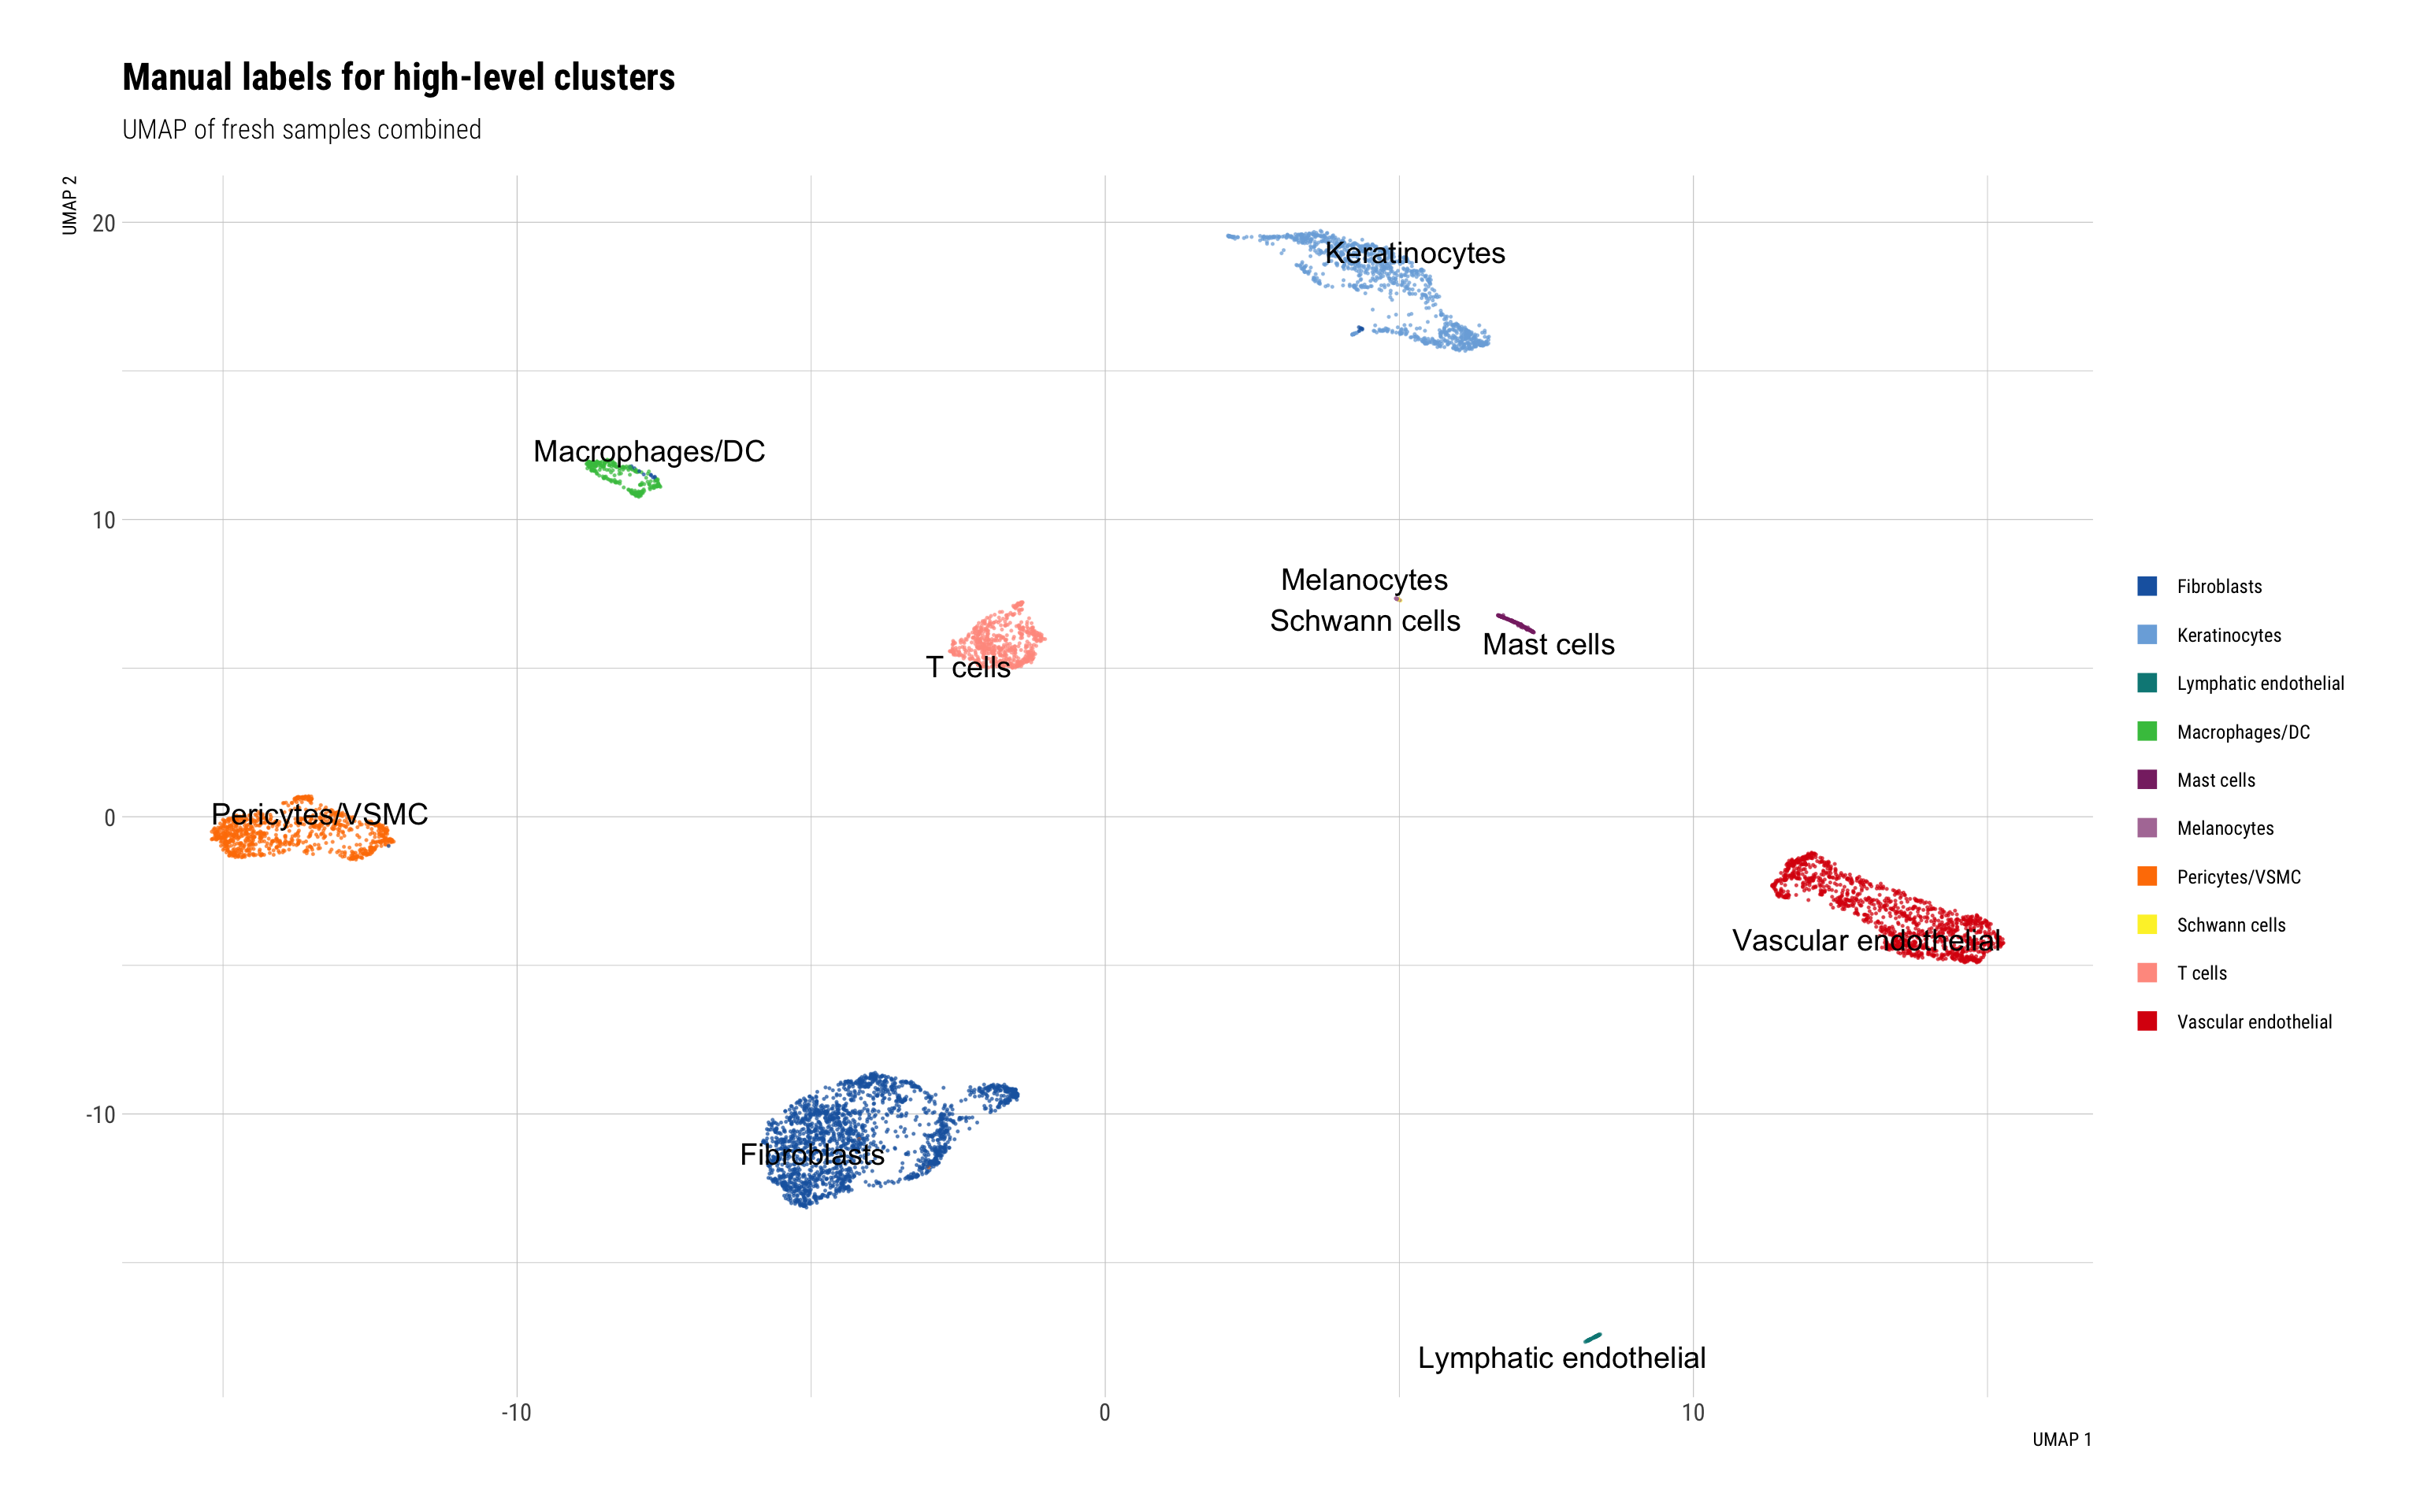 Manual labels for high-level clusters
UMAP of fresh samples combined
UMAP 2
20
10
0
-10
Keratinocytes
Macrophages/DC
Melanocytes
Schwann cells
Mast cells
T cells
Pericytes/VSMC
Vascular endothelial
Fibroblasts
Lymphatic endothelial
-10
0
10
UMAP 1
Fibroblasts
Keratinocytes
Lymphatic endothelial
Macrophages/DC
Mast cells
Melanocytes
Pericytes/VSMC
Schwann cells
T cells
Vascular endothelial